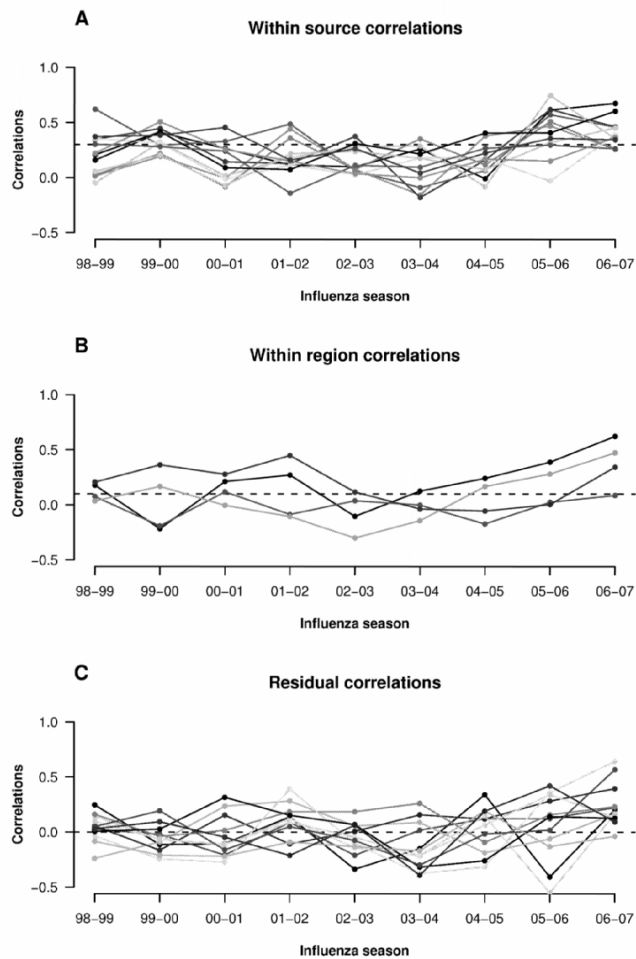 A
Within source correlations
1.0
0.5
0.0
−0.5
Correlations
98−99 99−00 00−01 01−02 02−03 03−04 04−05 05−06 06−07
Influenza season
B
Within region correlations
1.0
0.5
0.0
−0.5
Correlations
98−99 99−00 00−01 01−02 02−03 03−04 04−05 05−06 06−07
Influenza season
C
Residual correlations
1.0
0.5
0.0
−0.5
Correlations
98−99 99−00 00−01 01−02 02−03 03−04 04−05 05−06 06−07
Influenza season